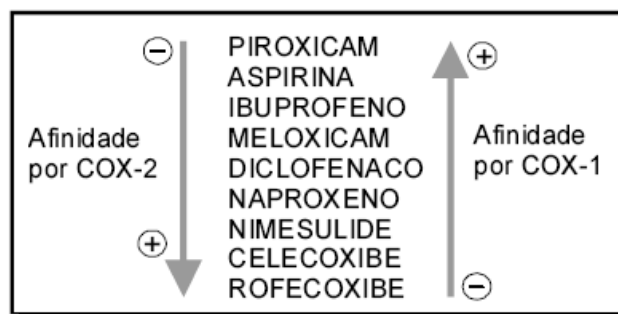 PIROXICAM
ASPIRINA
IBUPROFENO
MELOXICAM
DICLOFENACO
NAPROXENO
NIMESULIDE
CELECOXIBE
ROFECOXIBE
−
Afinidade
por COX-2
+
+
Afinidade
por COX-1
−